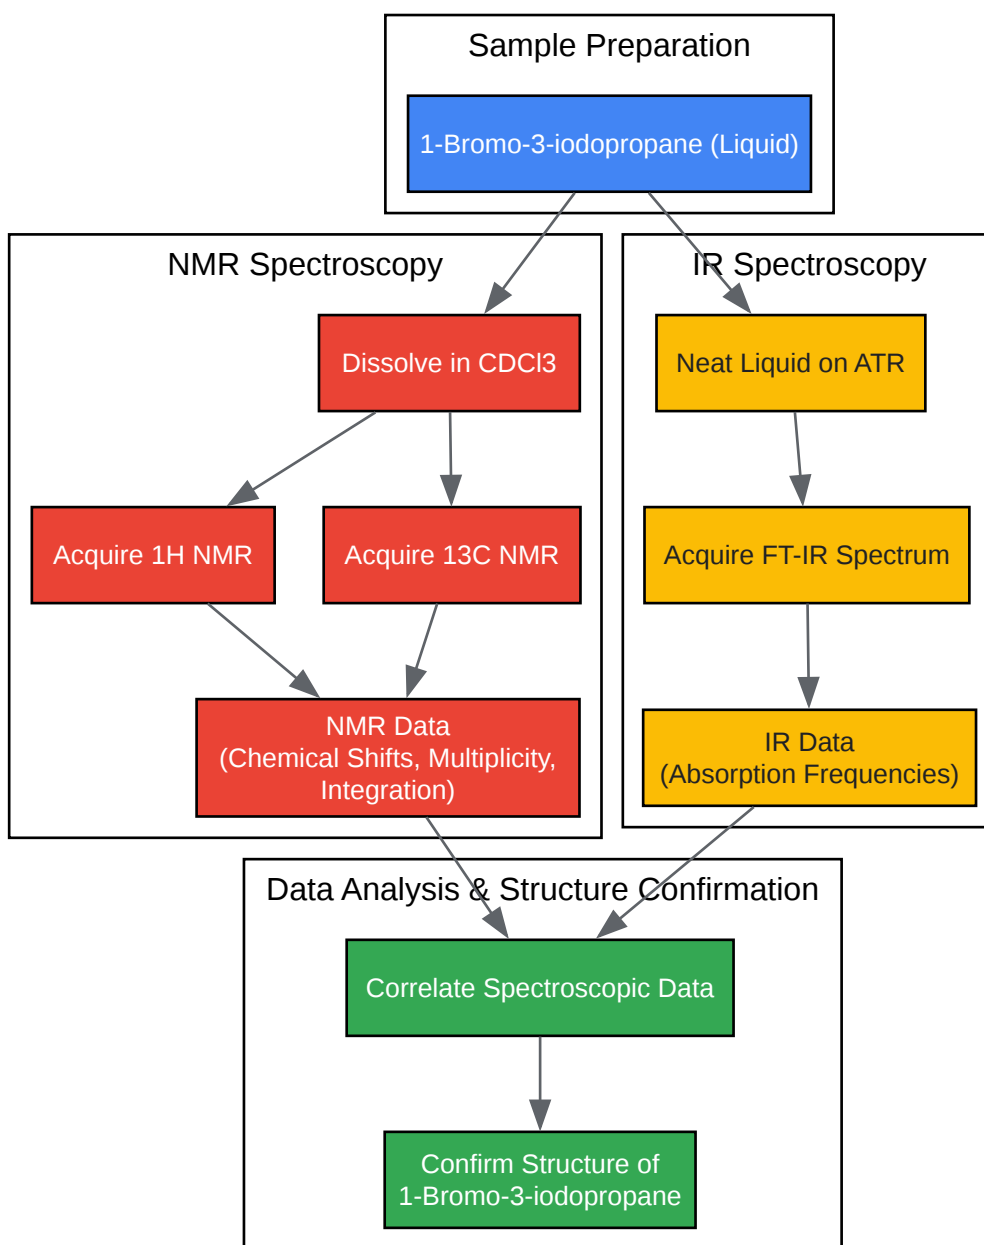 Sample Preparation
1-Bromo-3-iodopropane (Liquid)
NMR Spectroscopy
IR Spectroscopy
Dissolve in CDCl3
Neat Liquid on ATR
Acquire 1H NMR
Acquire 13C NMR
Acquire FT-IR Spectrum
NMR Data
(Chemical Shifts, Multiplicity,
Integration)
IR Data
(Absorption Frequencies)
Data Analysis & Structure Confirmation
Correlate Spectroscopic Data
Confirm Structure of
1-Bromo-3-iodopropane